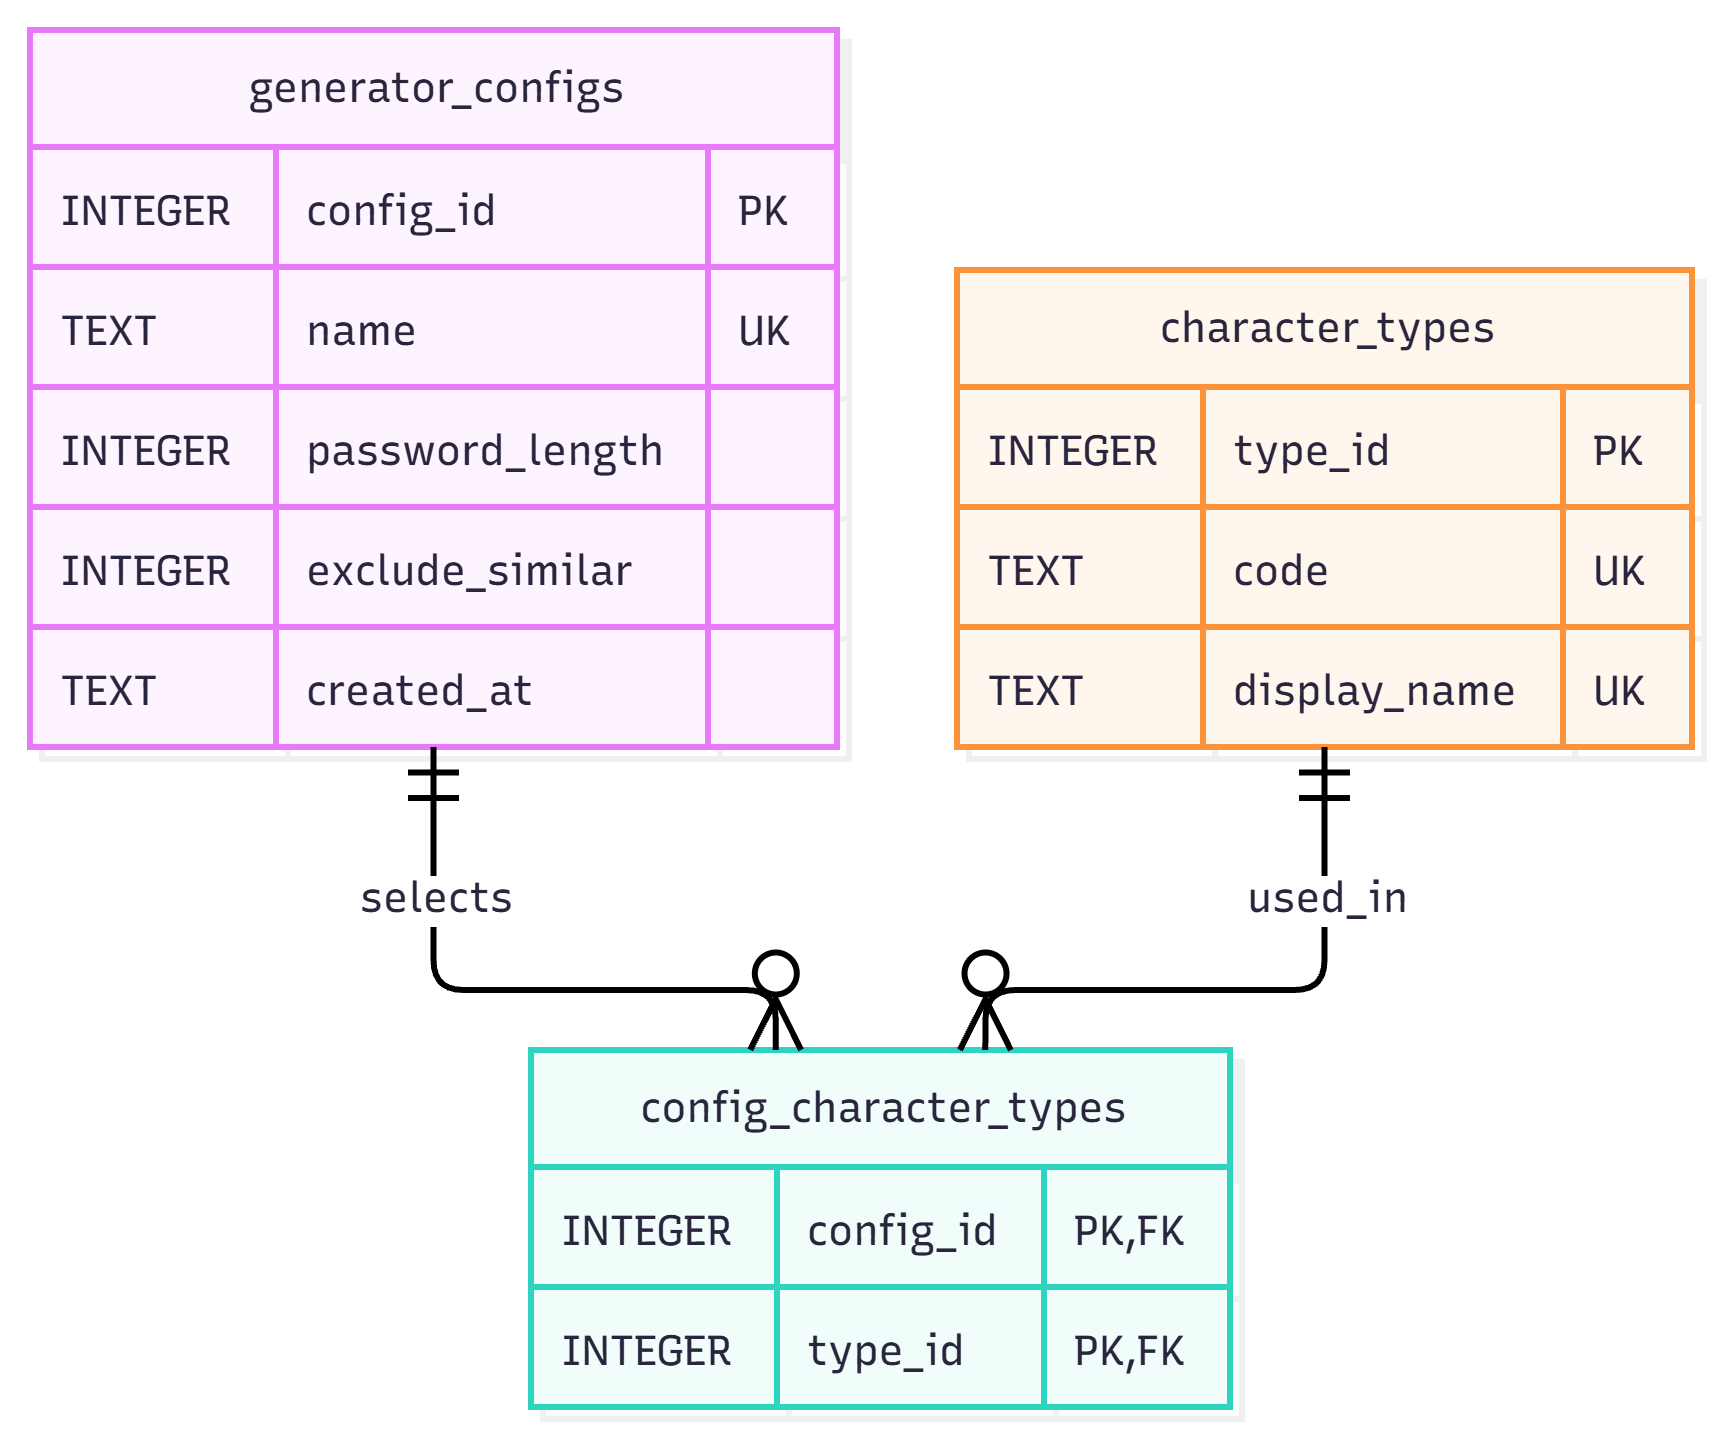 generator_configs
INTEGER config_id PK
TEXT name UK
INTEGER password_length
INTEGER exclude_similar
TEXT created_at
character_types
INTEGER type_id PK
TEXT code UK
TEXT display_name UK
selects
used_in
config_character_types
INTEGER config_id PK,FK
INTEGER type_id PK,FK